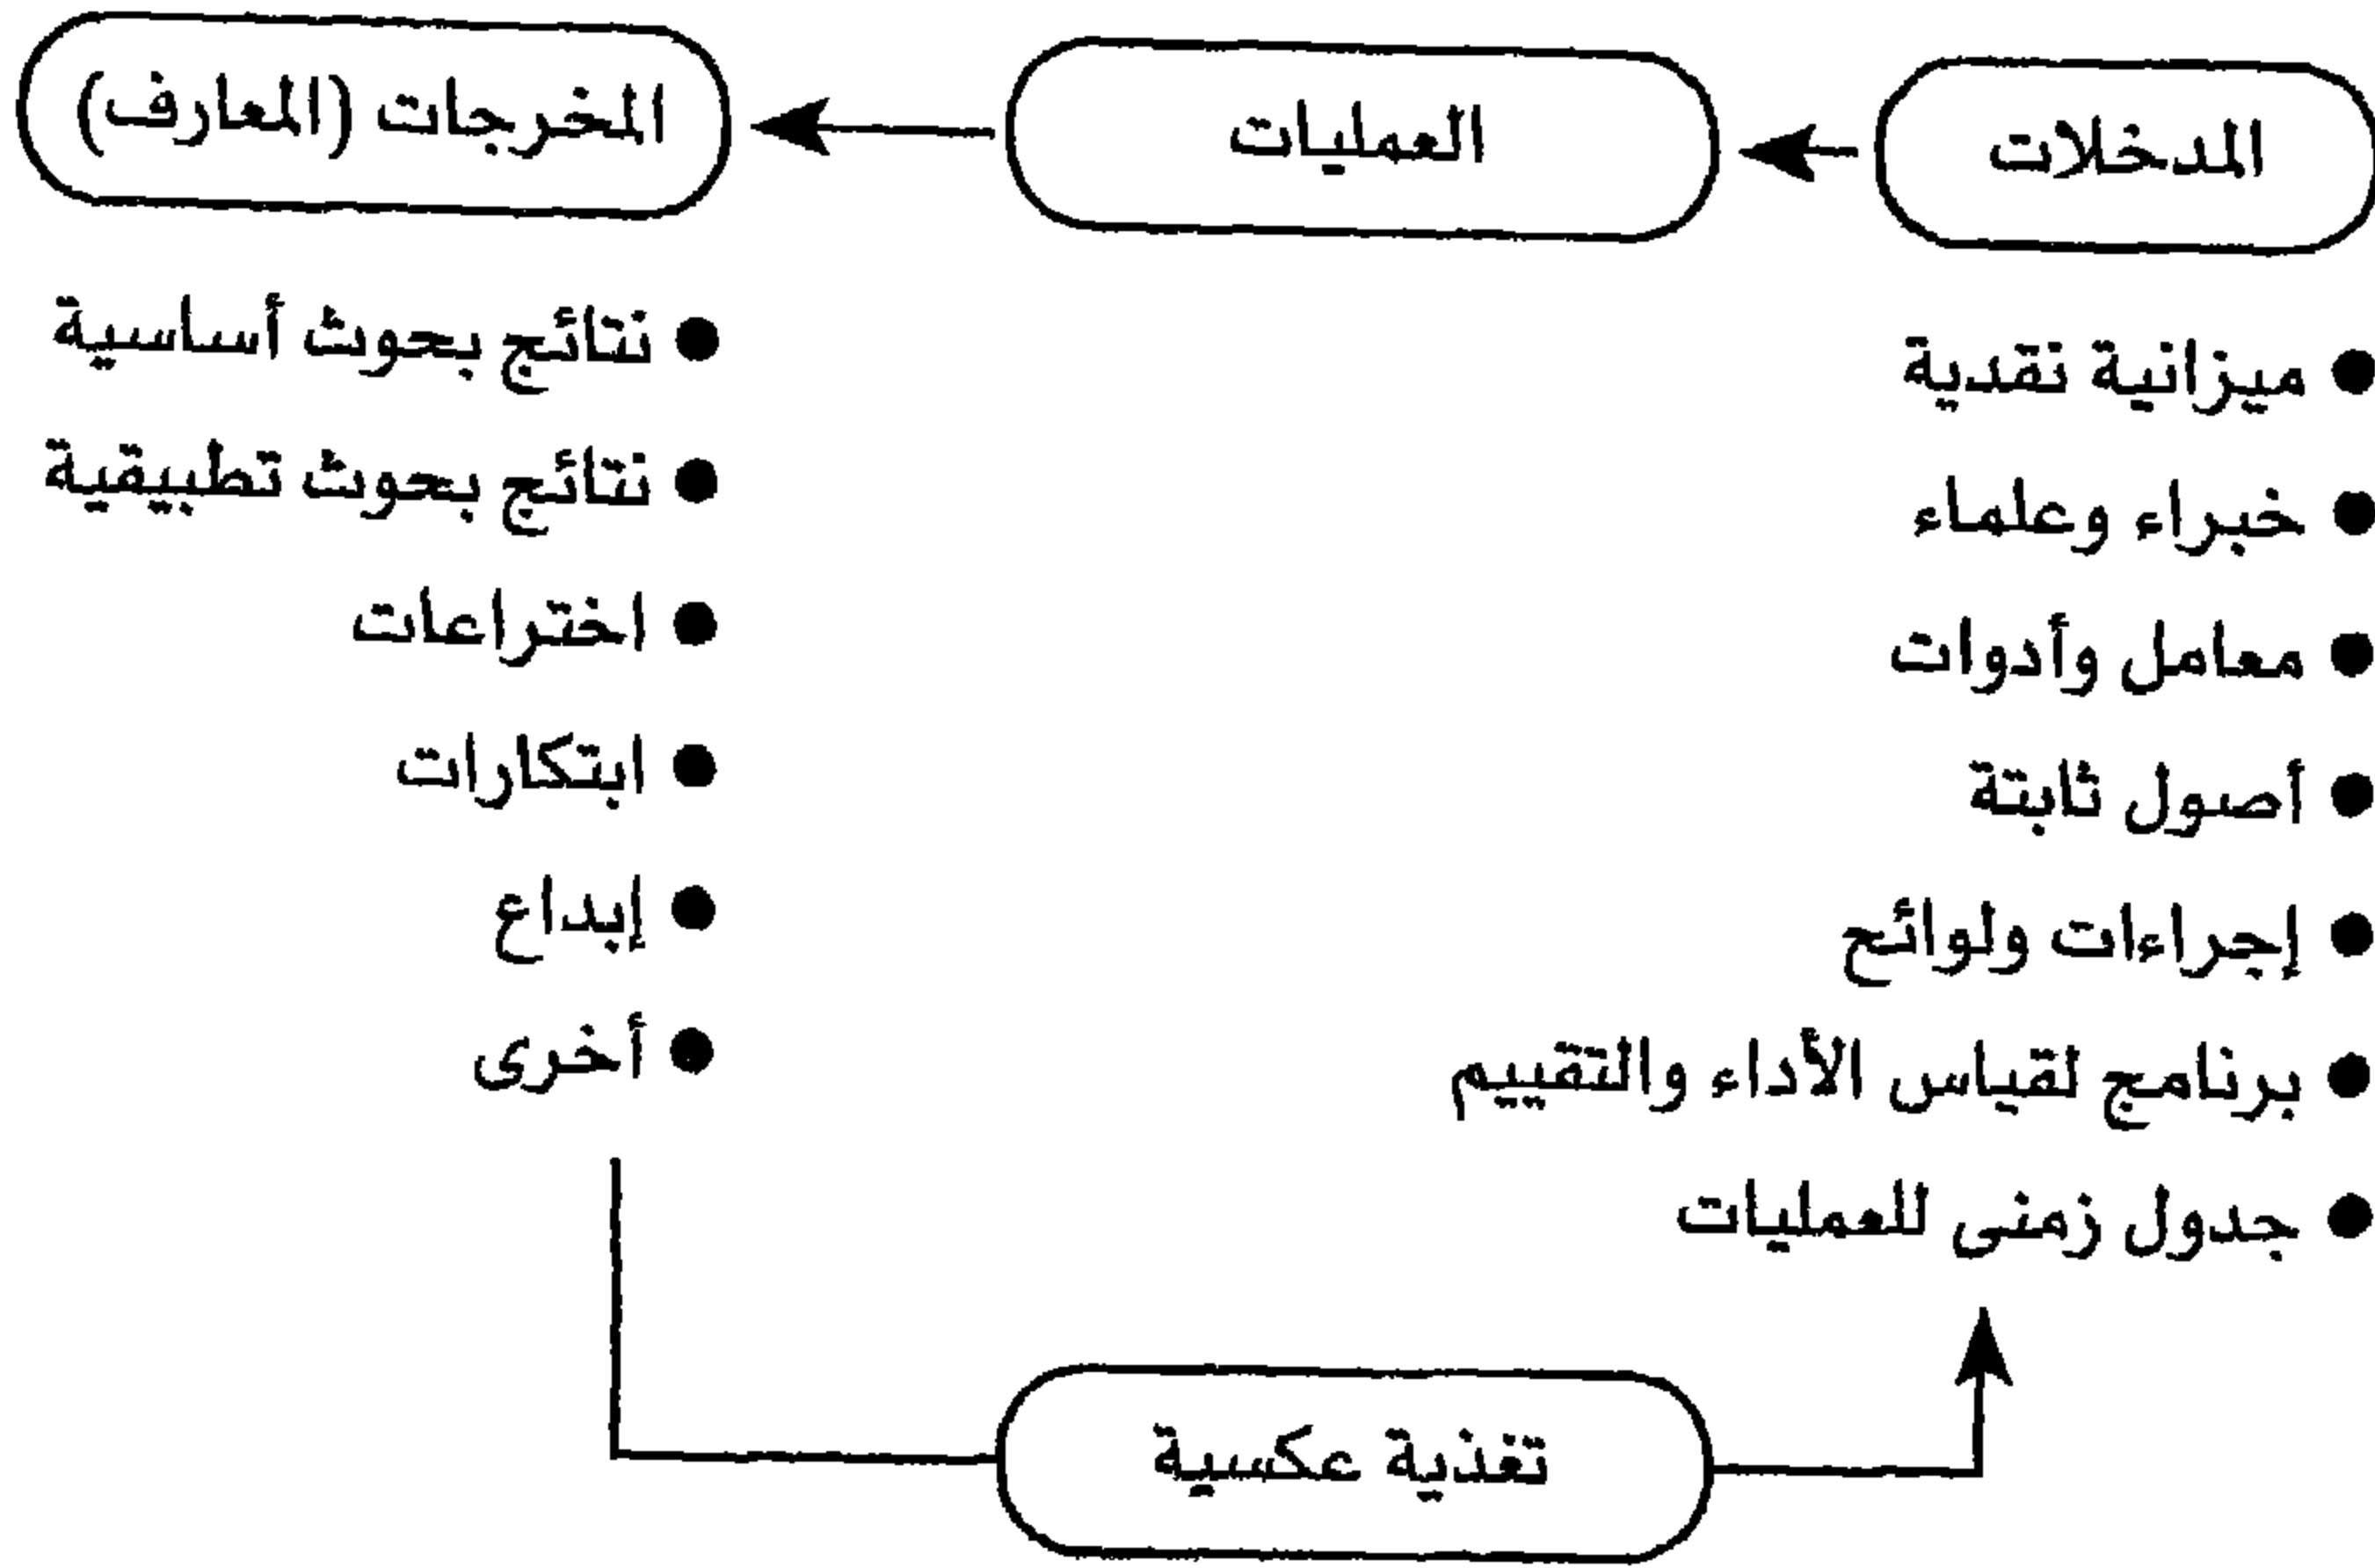 المدخلات
العمليات
المخرجات (المعارف)
● ميزانية نقدية
● خبراء وعلماء
● معامل وأدوات
● أصول ثابتة
● إجراءات ولوائح
● برنامج لقياس الأداء والتقييم
● جدول زمنى للعمليات
● نتائج بحوث أساسية
● نتائج بحوث تطبيقية
● اختراعات
● ابتكارات
● إبداع
● أخرى
تغذية عكسية